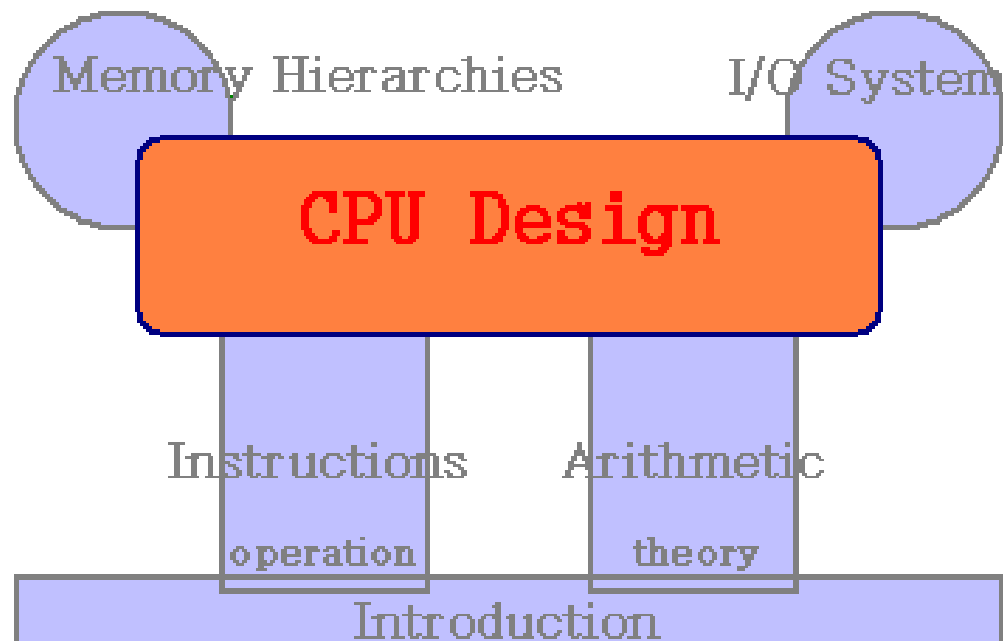 Memory Hierarchies
I/O System
CPU Design
Instructions
Arithmetic
operation
theory
Introduction